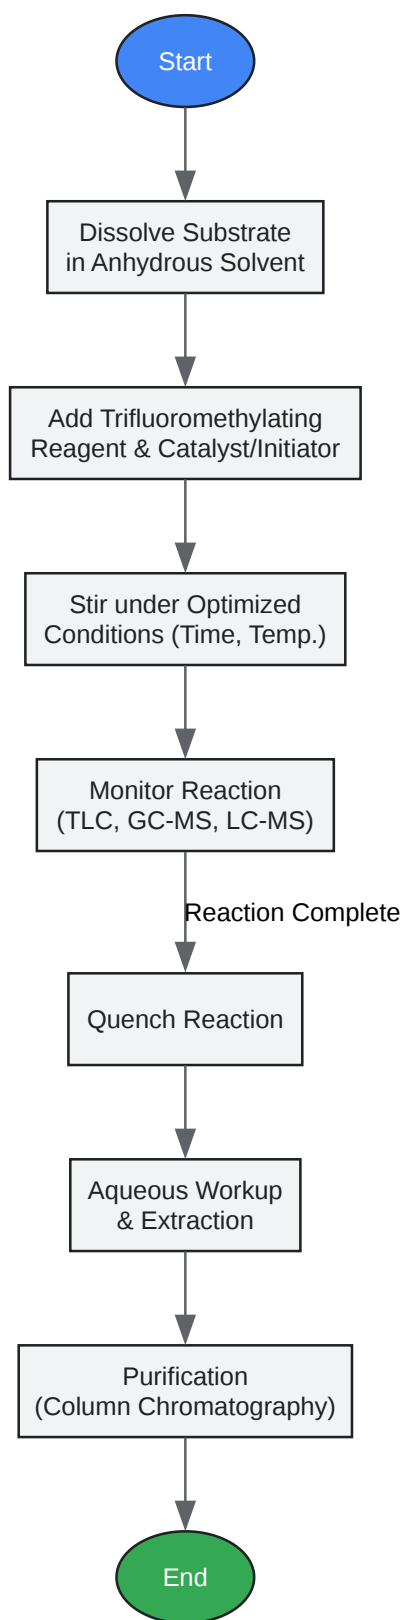 Start
Dissolve Substrate
in Anhydrous Solvent
Add Trifluoromethylating
Reagent & Catalyst/Initiator
Stir under Optimized
Conditions (Time, Temp.)
Monitor Reaction
(TLC, GC-MS, LC-MS)
Reaction Complete
Quench Reaction
Aqueous Workup
& Extraction
Purification
(Column Chromatography)
End